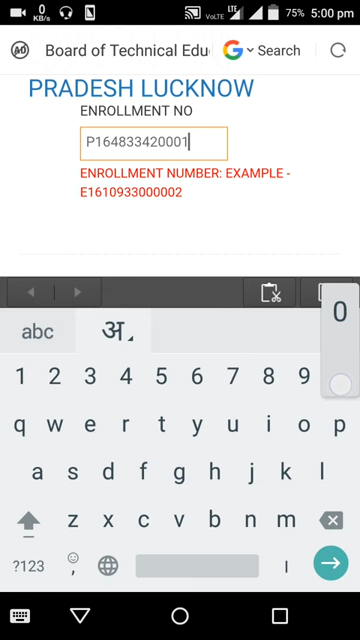 0
KB/s
VoLTE
LTE
75%
5:00 pm
Board of Technical Edu
Search
PRADESH LUCKNOW
ENROLLMENT NO
P164833420001
ENROLLMENT NUMBER: EXAMPLE -
E1610933000002
0
abc
अ
1 2 3 4 5 6 7 8 9
q w e r t y u i o p
a s d f g h j k l
z x c v b n m
?123
,
।